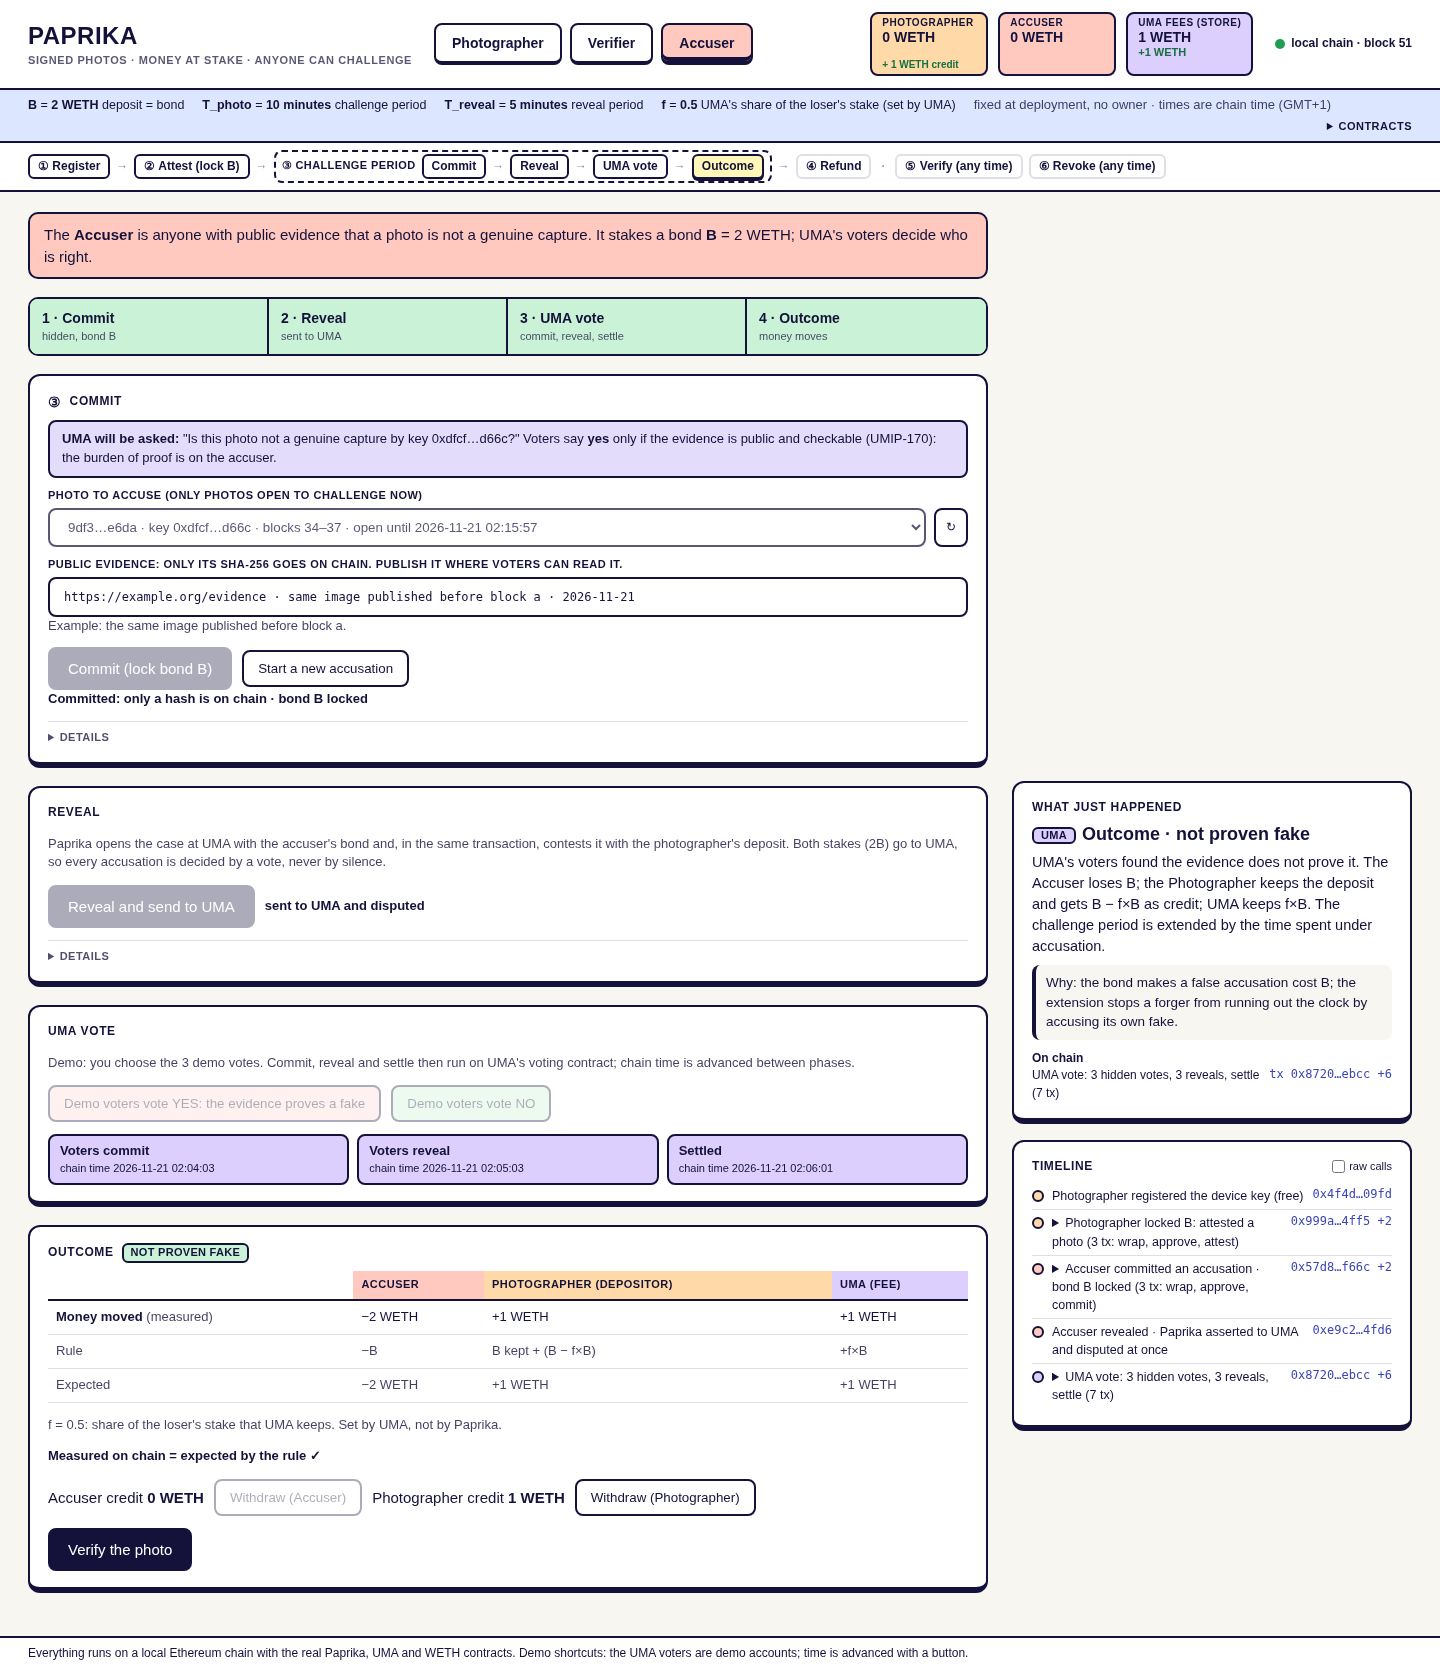 PAPRIKA
SIGNED PHOTOS · MONEY AT STAKE · ANYONE CAN CHALLENGE
Photographer
Verifier
Accuser
PHOTOGRAPHER
0 WETH
+ 1 WETH credit
ACCUSER
0 WETH
UMA FEES (STORE)
1 WETH
+1 WETH
local chain · block 51
B = 2 WETH deposit = bond T_photo = 10 minutes challenge period T_reveal = 5 minutes reveal period f = 0.5 UMA's share of the loser's stake (set by UMA) fixed at deployment, no owner · times are chain time (GMT+1)
▶ CONTRACTS
① Register → ② Attest (lock B) → ③ CHALLENGE PERIOD Commit → Reveal → UMA vote → Outcome → ④ Refund · ⑤ Verify (any time) ⑥ Revoke (any time)
The Accuser is anyone with public evidence that a photo is not a genuine capture. It stakes a bond B = 2 WETH; UMA's voters decide who
is right.
1 · Commit
hidden, bond B
2 · Reveal
sent to UMA
3 · UMA vote
commit, reveal, settle
4 · Outcome
money moves
③ COMMIT
UMA will be asked: "Is this photo not a genuine capture by key 0xdfcf…d66c?" Voters say yes only if the evidence is public and checkable (UMIP-170):
the burden of proof is on the accuser.
PHOTO TO ACCUSE (ONLY PHOTOS OPEN TO CHALLENGE NOW)
9df3…e6da · key 0xdfcf…d66c · blocks 34–37 · open until 2026-11-21 02:15:57
↻
PUBLIC EVIDENCE: ONLY ITS SHA-256 GOES ON CHAIN. PUBLISH IT WHERE VOTERS CAN READ IT.
https://example.org/evidence · same image published before block a · 2026-11-21
Example: the same image published before block a.
Commit (lock bond B)
Start a new accusation
Committed: only a hash is on chain · bond B locked
▶ DETAILS
REVEAL
Paprika opens the case at UMA with the accuser's bond and, in the same transaction, contests it with the photographer's deposit. Both stakes (2B) go to UMA,
so every accusation is decided by a vote, never by silence.
Reveal and send to UMA
sent to UMA and disputed
▶ DETAILS
UMA VOTE
Demo: you choose the 3 demo votes. Commit, reveal and settle then run on UMA's voting contract; chain time is advanced between phases.
Demo voters vote YES: the evidence proves a fake
Demo voters vote NO
Voters commit
chain time 2026-11-21 02:04:03
Voters reveal
chain time 2026-11-21 02:05:03
Settled
chain time 2026-11-21 02:06:01
OUTCOME NOT PROVEN FAKE
ACCUSER PHOTOGRAPHER (DEPOSITOR) UMA (FEE)
Money moved (measured) −2 WETH +1 WETH +1 WETH
Rule −B B kept + (B − f×B) +f×B
Expected −2 WETH +1 WETH +1 WETH
f = 0.5: share of the loser's stake that UMA keeps. Set by UMA, not by Paprika.
Measured on chain = expected by the rule ✓
Accuser credit 0 WETH Withdraw (Accuser) Photographer credit 1 WETH Withdraw (Photographer)
Verify the photo
WHAT JUST HAPPENED
UMA Outcome · not proven fake
UMA's voters found the evidence does not prove it. The
Accuser loses B; the Photographer keeps the deposit
and gets B − f×B as credit; UMA keeps f×B. The
challenge period is extended by the time spent under
accusation.
Why: the bond makes a false accusation cost B; the
extension stops a forger from running out the clock by
accusing its own fake.
On chain
UMA vote: 3 hidden votes, 3 reveals, settle tx 0x8720…ebcc +6
(7 tx)
TIMELINE
raw calls
Photographer registered the device key (free) 0x4f4d…09fd
▶ Photographer locked B: attested a 0x999a…4ff5 +2
photo (3 tx: wrap, approve, attest)
▶ Accuser committed an accusation · 0x57d8…f66c +2
bond B locked (3 tx: wrap, approve,
commit)
Accuser revealed · Paprika asserted to UMA 0xe9c2…4fd6
and disputed at once
▶ UMA vote: 3 hidden votes, 3 reveals, 0x8720…ebcc +6
settle (7 tx)
Everything runs on a local Ethereum chain with the real Paprika, UMA and WETH contracts. Demo shortcuts: the UMA voters are demo accounts; time is advanced with a button.